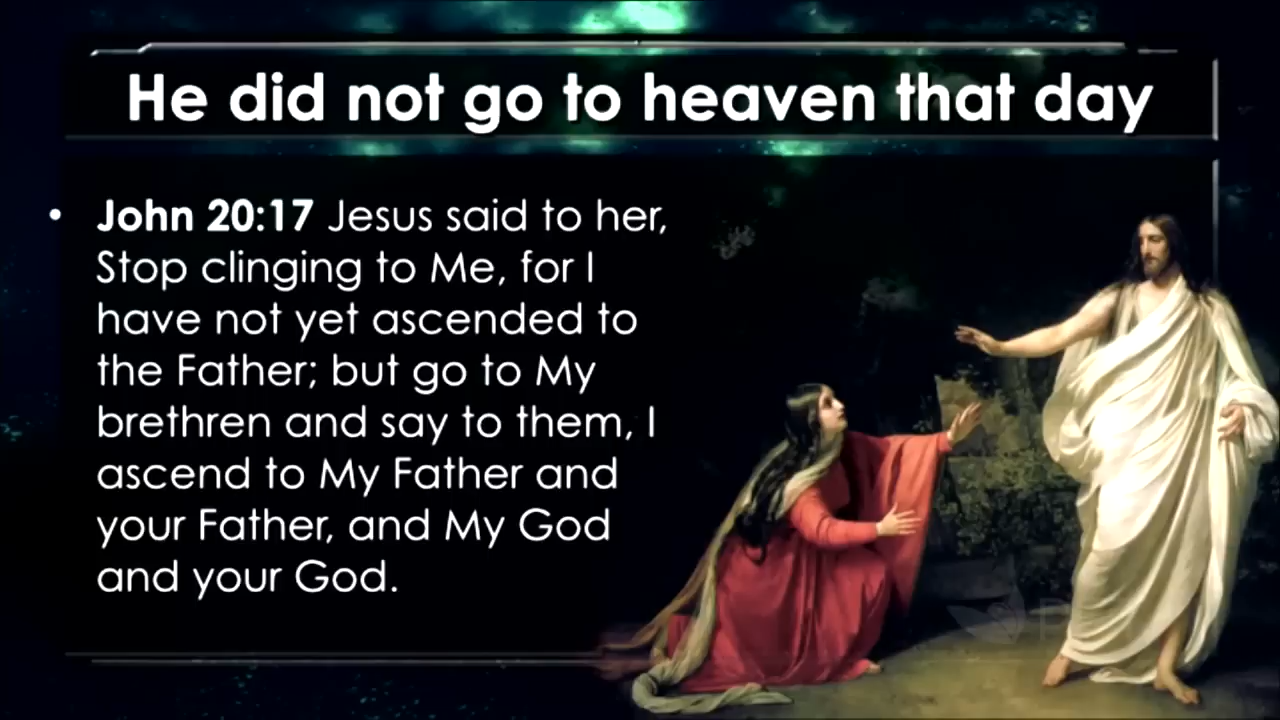 He did not go to heaven that day
• John 20:17 Jesus said to her,
Stop clinging to Me, for I
have not yet ascended to
the Father; but go to My
brethren and say to them, I
ascend to My Father and
your Father, and My God
and your God.